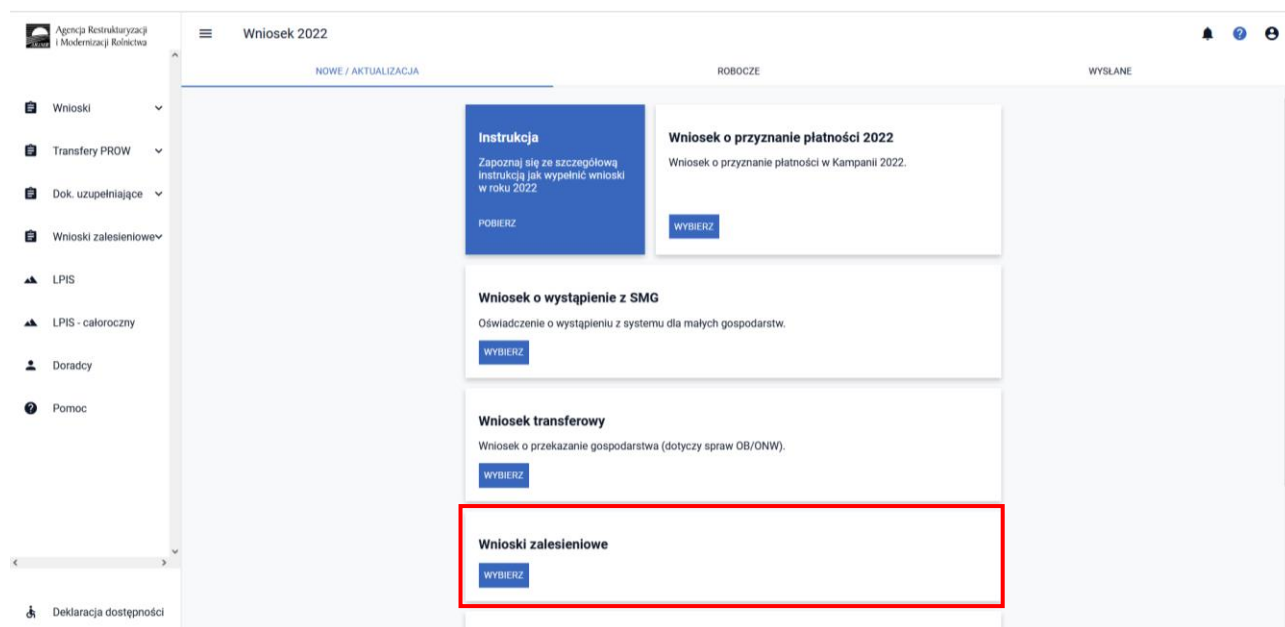 Agencja Restrukturyzacji
i Modernizacji Rolnictwa
Wniosek 2022
NOWE / AKTUALIZACJA
ROBOCZE
WYSŁANE
Wnioski
Transfery PROW
Dok. uzupełniające
Wnioski zalesieniowe
LPIS
LPIS - całoroczny
Doradcy
Pomoc
Deklaracja dostępności
Instrukcja
Zapoznaj się ze szczegółową
instrukcją jak wypełnić wnioski
w roku 2022
POBIERZ
Wniosek o przyznanie płatności 2022
Wniosek o przyznanie płatności w Kampanii 2022.
WYBIERZ
Wniosek o wystąpienie z SMG
Oświadczenie o wystąpieniu z systemu dla małych gospodarstw.
WYBIERZ
Wniosek transferowy
Wniosek o przekazanie gospodarstwa (dotyczy spraw OB/ONW).
WYBIERZ
Wnioski zalesieniowe
WYBIERZ